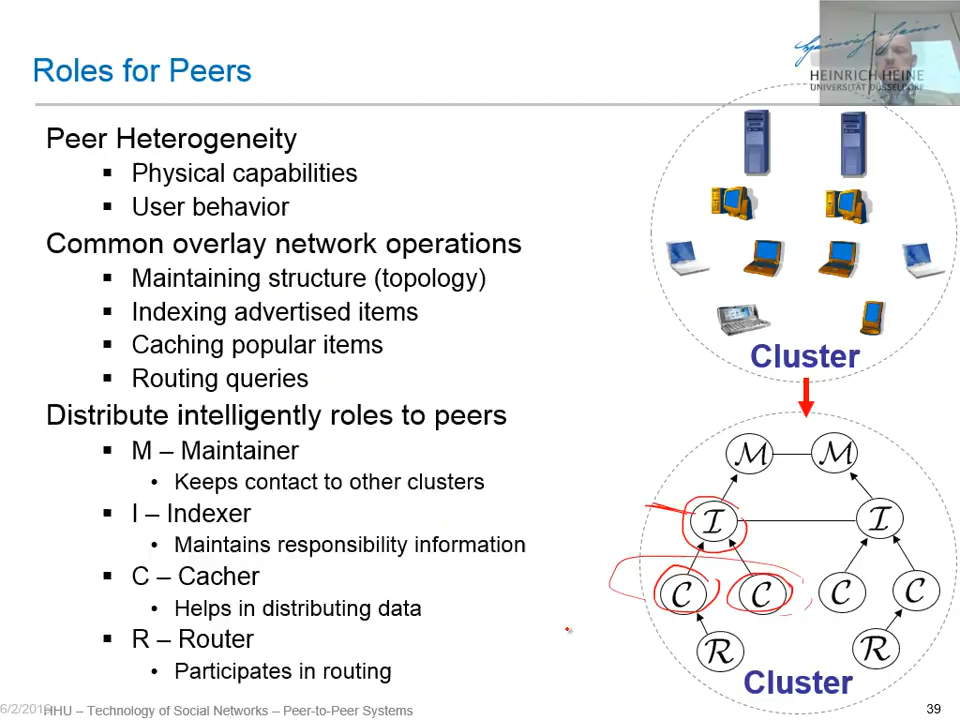 Roles for Peers
Heinrich Heine
HEINRICH HEINE
UNIVERSITÄT DÜSSELDORF
Peer Heterogeneity
▪ Physical capabilities
▪ User behavior
Common overlay network operations
▪ Maintaining structure (topology)
▪ Indexing advertised items
▪ Caching popular items
▪ Routing queries
Distribute intelligently roles to peers
▪ M – Maintainer
• Keeps contact to other clusters
▪ I – Indexer
• Maintains responsibility information
▪ C – Cacher
• Helps in distributing data
▪ R – Router
• Participates in routing
Cluster
M M
I I
C C C C
R R
Cluster
HHU – Technology of Social Networks – Peer-to-Peer Systems
39